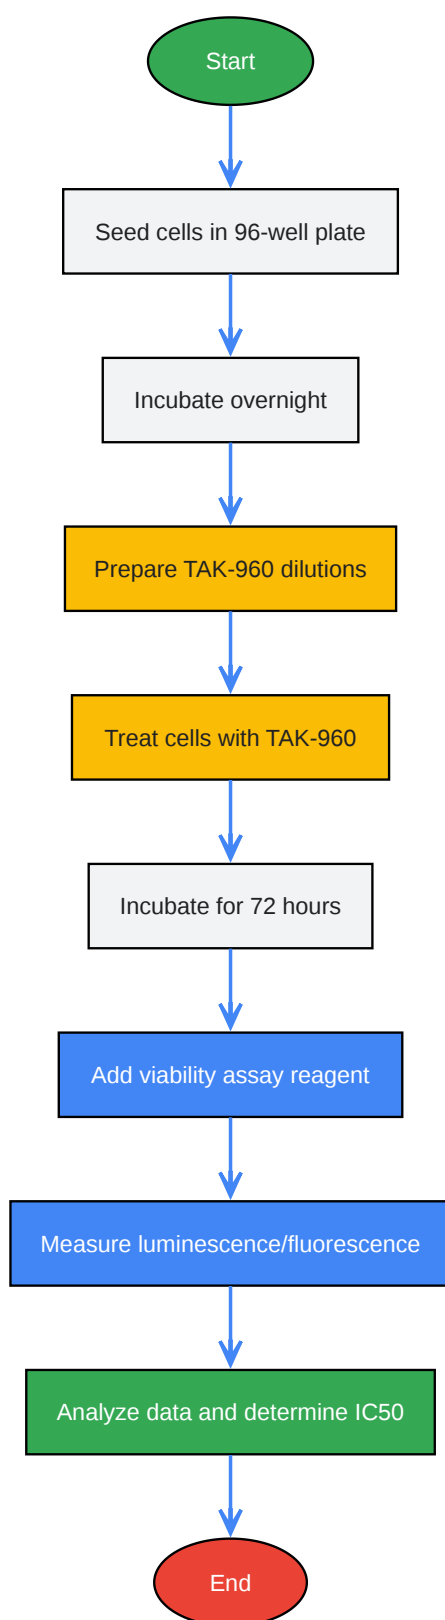 Start
Seed cells in 96-well plate
Incubate overnight
Prepare TAK-960 dilutions
Treat cells with TAK-960
Incubate for 72 hours
Add viability assay reagent
Measure luminescence/fluorescence
Analyze data and determine IC50
End